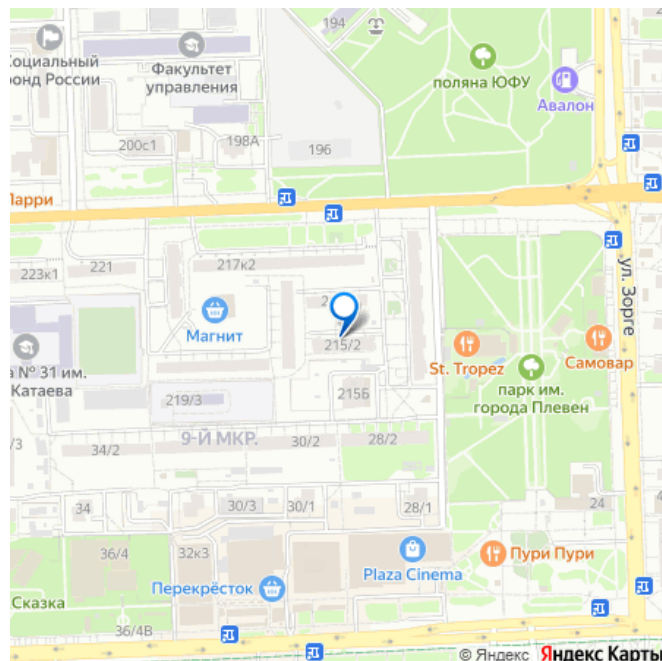 194
Социальный
онд России
Факультет
управления
поляна ЮФУ
Авалон
200с1
198А
196
Ларри
223к1
221
217к2
ул. Зорге
Магнит
215/2
St. Tropez
Самовар
а № 31 им.
Катаева
парк им.
города Плевен
219/3
215Б
9-Й МКР.
/3
34/2
30/2
28/2
34
30/3
30/1
28/1
24
36/4
32к3
Plaza Cinema
Пури Пури
Перекрёсток
Сказка
36/4В
© Яндекс Яндекс Карты